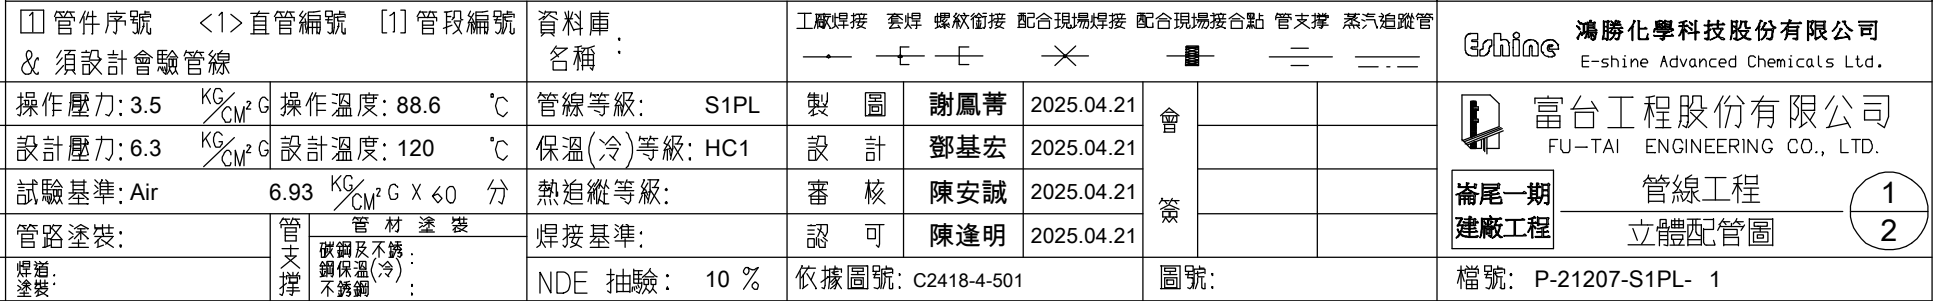 1 管件序號 <1>直管編號 [1]管段編號
& 須設計會驗管線
資料庫
名稱 :
工廠焊接 套焊 螺紋銜接 配合現場焊接 配合現場接合點 管支撐 蒸汽追蹤管
Eshine 鴻勝化學科技股份有限公司
E-shine Advanced Chemicals Ltd.
操作壓力: 3.5 KG/CM² G 操作溫度: 88.6 °C 管線等級: S1PL 製 圖 謝鳳菁 2025.04.21
設計壓力: 6.3 KG/CM² G 設計溫度: 120 °C 保溫(冷)等級: HC1 設 計 鄧基宏 2025.04.21
試驗基準: Air 6.93 KG/CM² G X 60 分 熱追縱等級: 審 核 陳安誠 2025.04.21
管路塗裝: 管支撐 管材塗裝 焊接基準: 認 可 陳逢明 2025.04.21
碳鋼及不銹鋼保溫(冷) :
不銹鋼 :
焊道塗裝:
NDE 抽驗: 10 % 依據圖號: C2418-4-501 圖號:
會簽
富台工程股份有限公司
FU-TAI ENGINEERING CO., LTD.
崙尾一期
建廠工程
管線工程
立體配管圖
1
2
檔號: P-21207-S1PL- 1